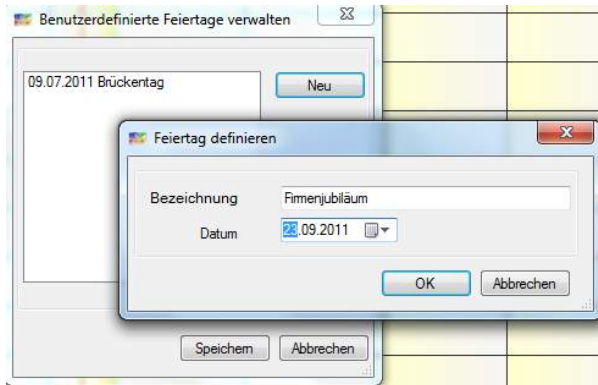 Benutzerdefinierte Feiertage verwalten
09.07.2011 Brückentag
Neu
Feiertag definieren
Bezeichnung Firmenjubiläum
Datum 23.09.2011
OK Abbrechen
Speichern Abbrechen